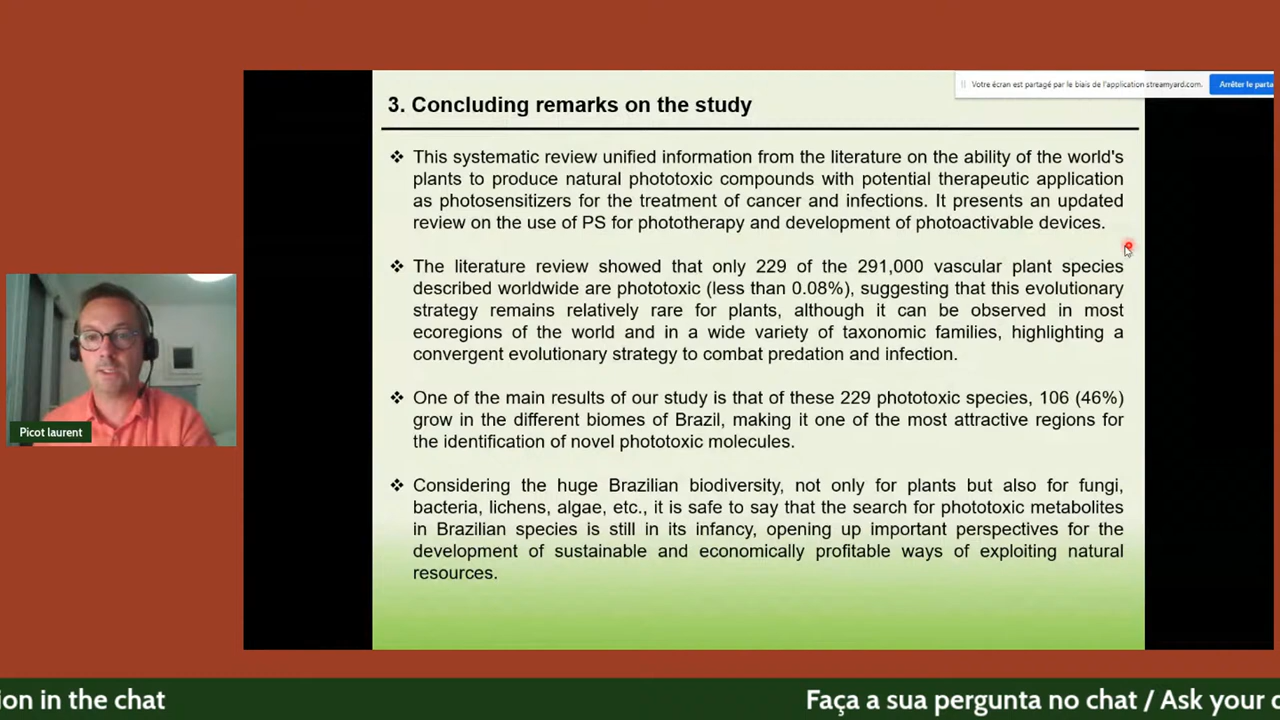 Votre écran est partagé par le biais de l'application streamyard.com.
Arrêter le parta
3. Concluding remarks on the study
❖ This systematic review unified information from the literature on the ability of the world's
plants to produce natural phototoxic compounds with potential therapeutic application
as photosensitizers for the treatment of cancer and infections. It presents an updated
review on the use of PS for phototherapy and development of photoactivable devices.
❖ The literature review showed that only 229 of the 291,000 vascular plant species
described worldwide are phototoxic (less than 0.08%), suggesting that this evolutionary
strategy remains relatively rare for plants, although it can be observed in most
ecoregions of the world and in a wide variety of taxonomic families, highlighting a
convergent evolutionary strategy to combat predation and infection.
❖ One of the main results of our study is that of these 229 phototoxic species, 106 (46%)
grow in the different biomes of Brazil, making it one of the most attractive regions for
the identification of novel phototoxic molecules.
❖ Considering the huge Brazilian biodiversity, not only for plants but also for fungi,
bacteria, lichens, algae, etc., it is safe to say that the search for phototoxic metabolites
in Brazilian species is still in its infancy, opening up important perspectives for the
development of sustainable and economically profitable ways of exploiting natural
resources.
Picot laurent
ion in the chat
Faça a sua pergunta no chat / Ask your